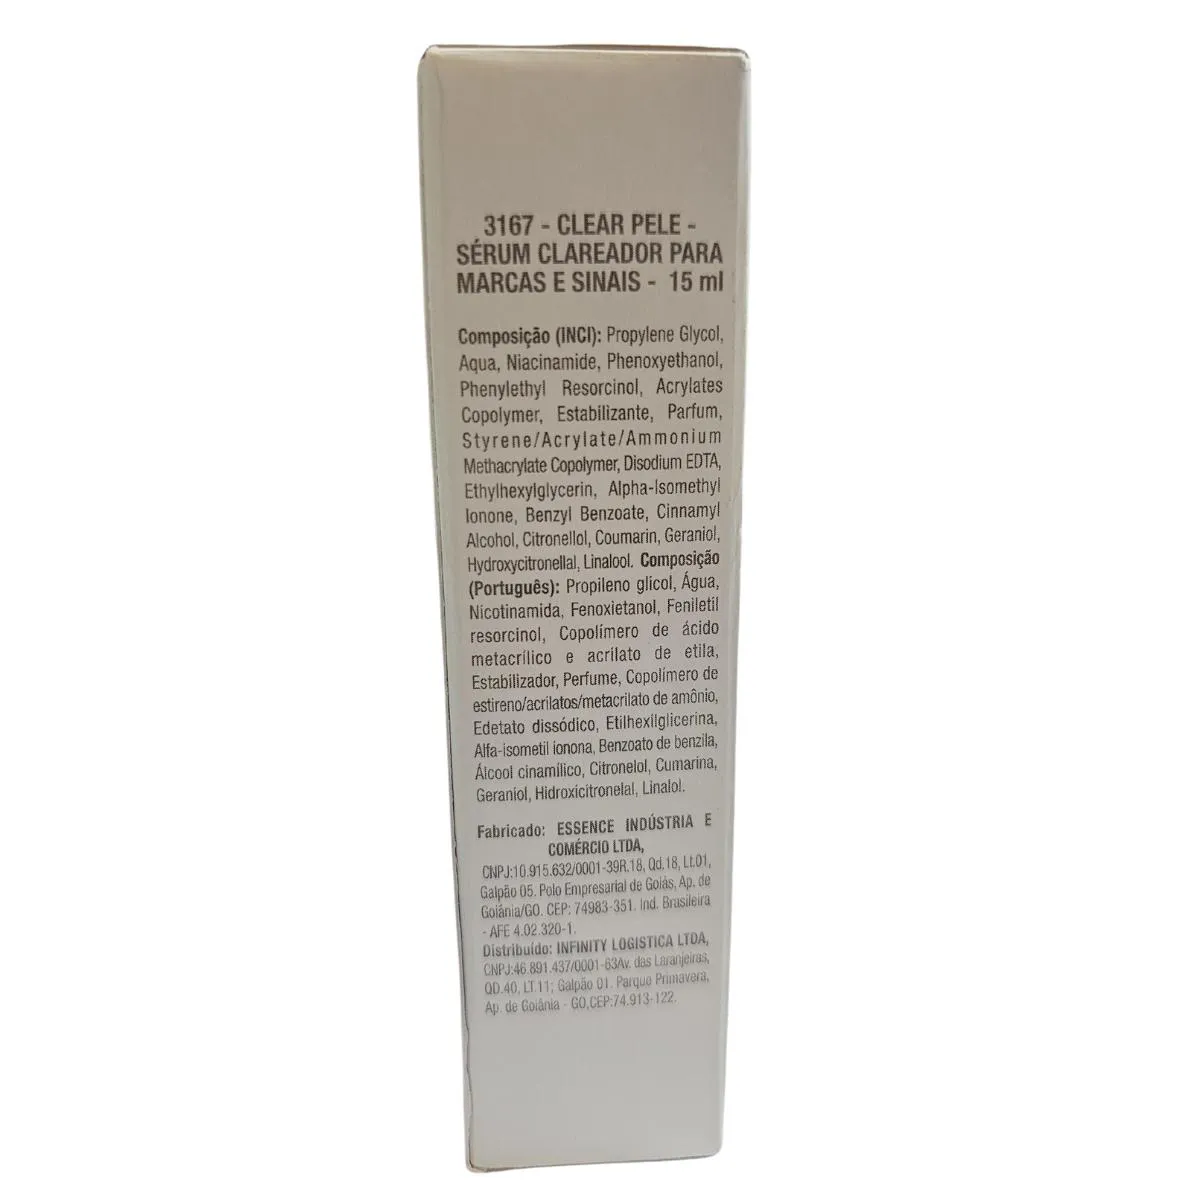 3167 - CLEAR PELE -
SÉRUM CLAREADOR PARA
MARCAS E SINAIS - 15 ml
Composição (INCI): Propylene Glycol,
Aqua, Niacinamide, Phenoxyethanol,
Phenylethyl Resorcinol, Acrylates
Copolymer, Estabilizante, Parfum,
Styrene/Acrylate/Ammonium
Methacrylate Copolymer, Disodium EDTA,
Ethylhexylglycerin, Alpha-Isomethyl
Ionone, Benzyl Benzoate, Cinnamyl
Alcohol, Citronellol, Coumarin, Geraniol,
Hydroxycitronellal, Linalool. Composição
(Português): Propileno glicol, Água,
Nicotinamida, Fenoxietanol, Feniletil
resorcinol, Copolímero de ácido
metacrílico e acrilato de etila,
Estabilizador, Perfume, Copolímero de
estireno/acrilatos/metacrilato de amônio,
Edetato dissódico, Etilhexilglicerina,
Alfa-isometil ionona, Benzoato de benzila,
Álcool cinamílico, Citronelol, Cumarina,
Geraniol, Hidroxicitronelal, Linalol.
Fabricado: ESSENCE INDÚSTRIA E
COMÉRCIO LTDA,
CNPJ:10.915.632/0001-39R.18, Qd.18, Lt.01,
Galpão 05. Polo Empresarial de Goiás, Ap. de
Goiânia/GO. CEP: 74983-351. Ind. Brasileira
- AFE 4.02.320-1.
Distribuído: INFINITY LOGISTICA LTDA,
CNPJ:46.891.437/0001-63Av. das Laranjeiras,
QD.40, LT.11; Galpão 01. Parque Primavera,
Ap. de Goiânia - GO,CEP:74.913-122.